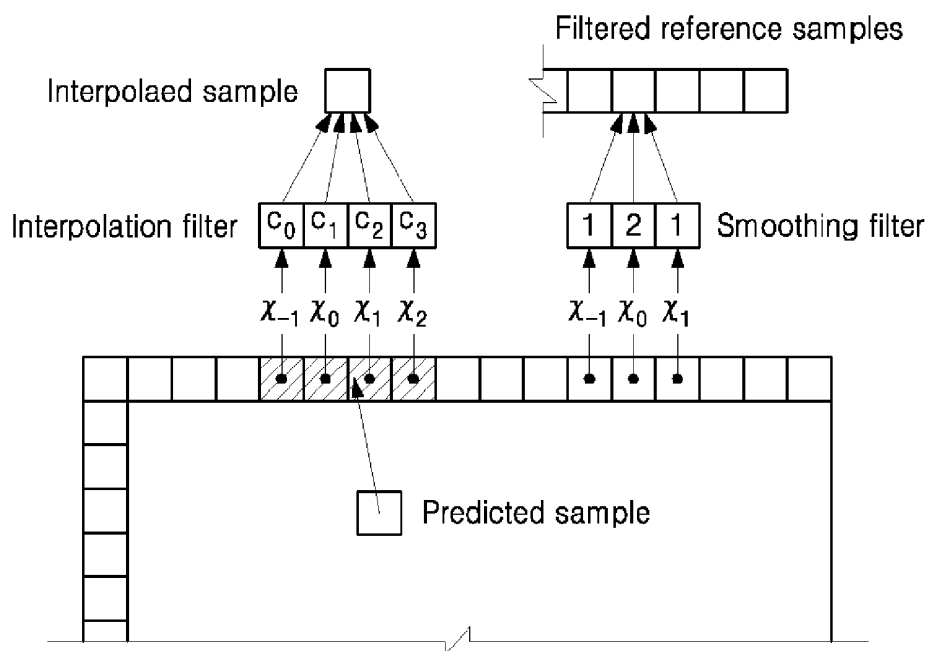 Filtered reference samples
Interpolaed sample
Interpolation filter C₀ C₁ C₂ C₃ 1 2 1 Smoothing filter
χ₋₁ χ₀ χ₁ χ₂ χ₋₁ χ₀ χ₁
Predicted sample